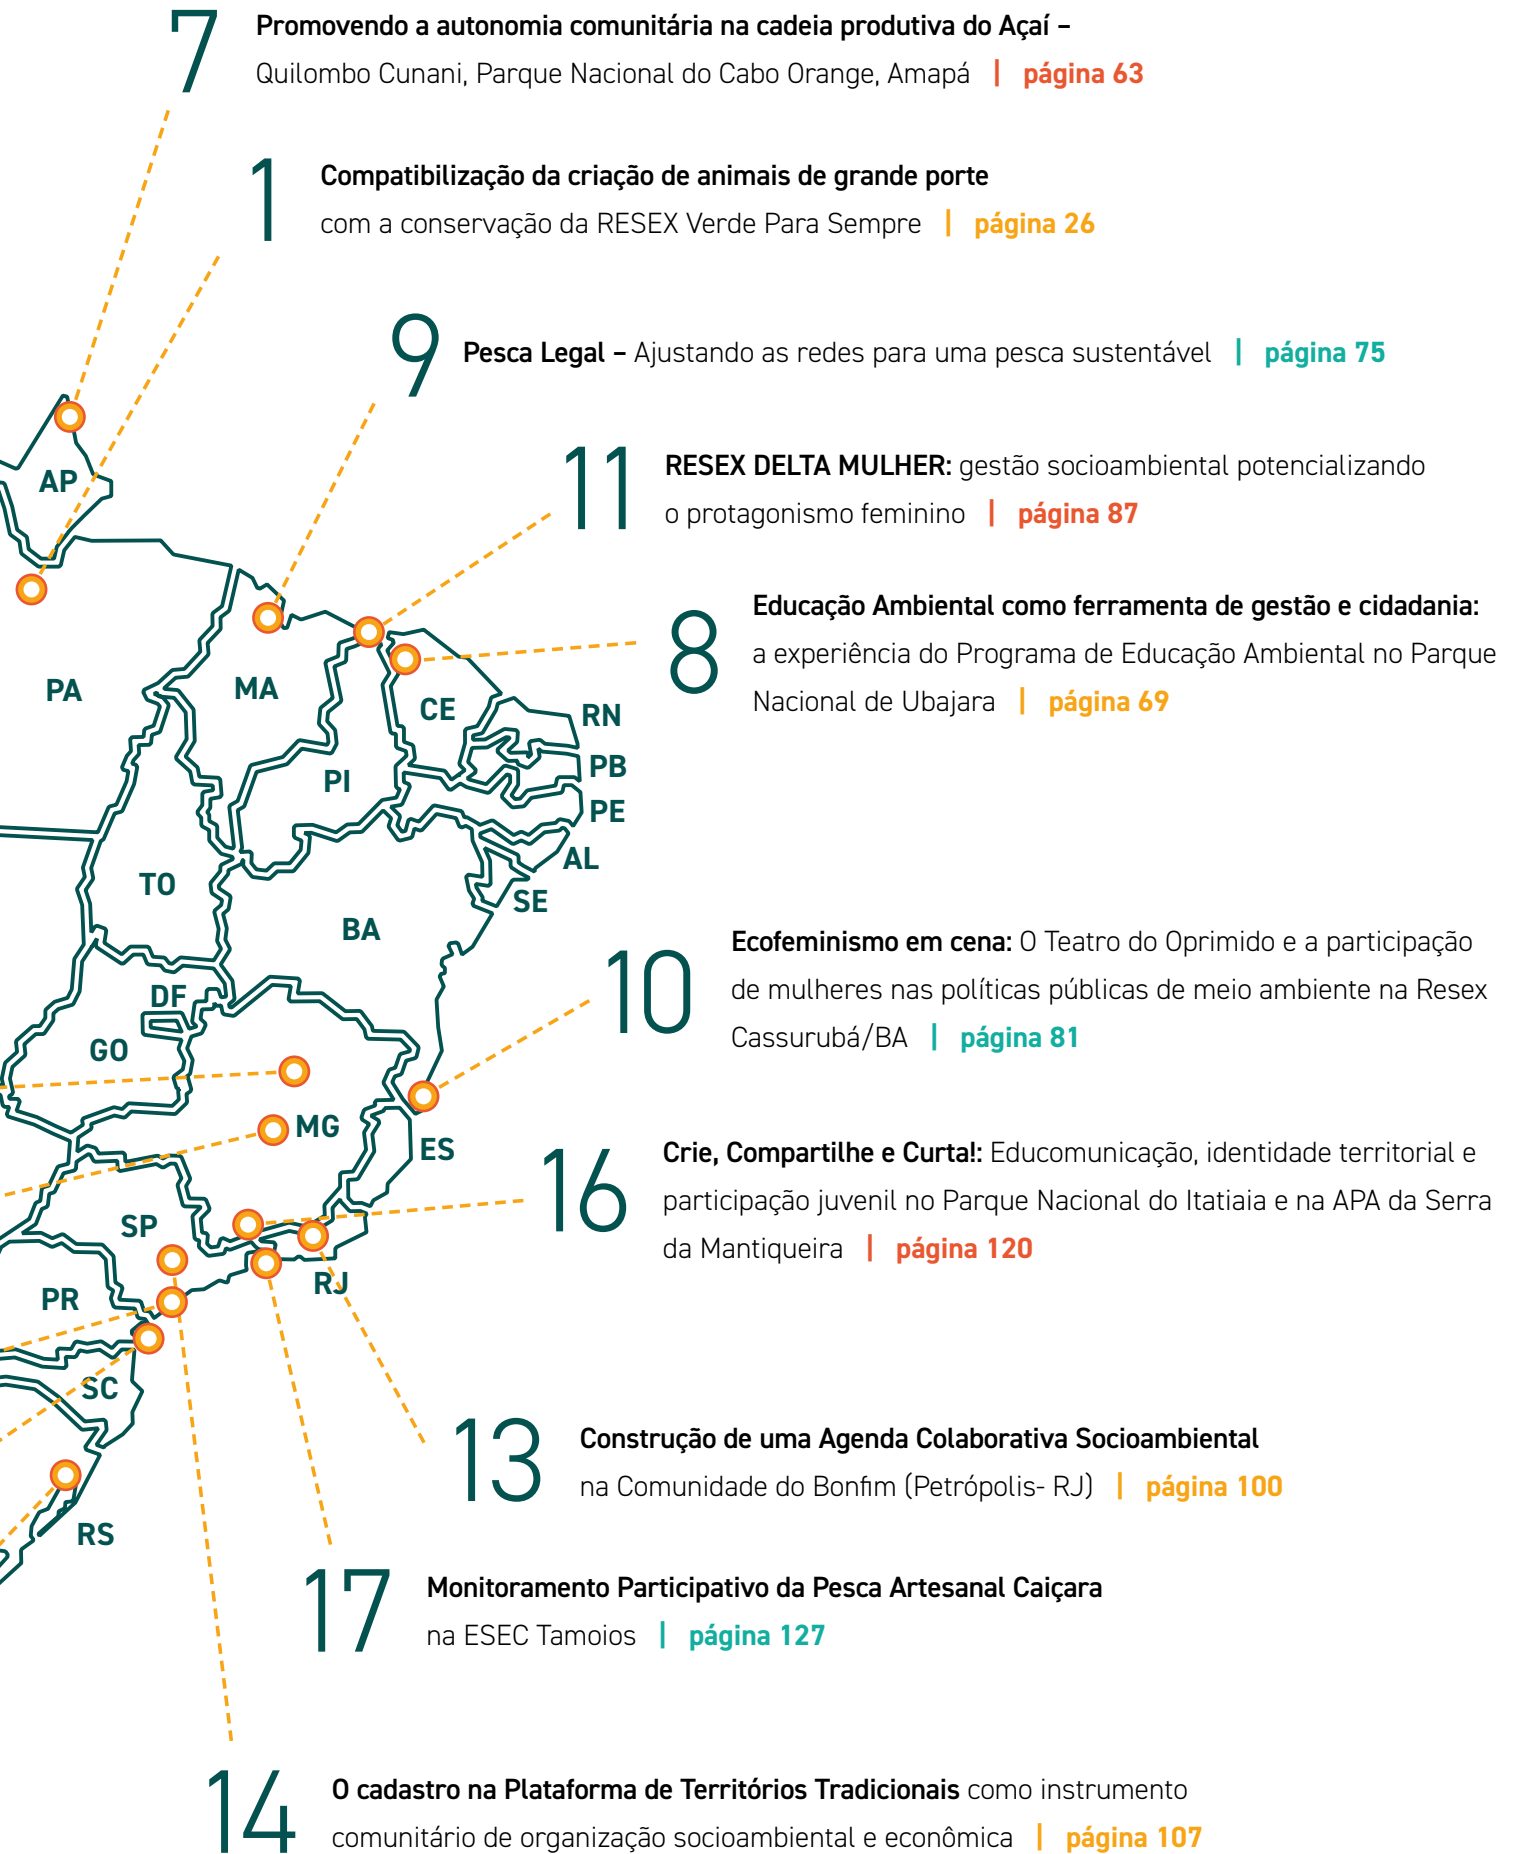 7
Promovendo a autonomia comunitária na cadeia produtiva do Açaí –
Quilombo Cunani, Parque Nacional do Cabo Orange, Amapá | página 63
1
Compatibilização da criação de animais de grande porte
com a conservação da RESEX Verde Para Sempre | página 26
9
Pesca Legal – Ajustando as redes para uma pesca sustentável | página 75
11
RESEX DELTA MULHER: gestão socioambiental potencializando
o protagonismo feminino | página 87
8
Educação Ambiental como ferramenta de gestão e cidadania:
a experiência do Programa de Educação Ambiental no Parque
Nacional de Ubajara | página 69
10
Ecofeminismo em cena: O Teatro do Oprimido e a participação
de mulheres nas políticas públicas de meio ambiente na Resex
Cassurubá/BA | página 81
16
Crie, Compartilhe e Curta!: Educomunicação, identidade territorial e
participação juvenil no Parque Nacional do Itatiaia e na APA da Serra
da Mantiqueira | página 120
13
Construção de uma Agenda Colaborativa Socioambiental
na Comunidade do Bonfim (Petrópolis- RJ) | página 100
17
Monitoramento Participativo da Pesca Artesanal Caiçara
na ESEC Tamoios | página 127
14
O cadastro na Plataforma de Territórios Tradicionais como instrumento
comunitário de organização socioambiental e econômica | página 107
AP
PA
MA
CE
RN
PI
PB
PE
AL
TO
SE
BA
DF
GO
MG
ES
SP
RJ
PR
SC
RS